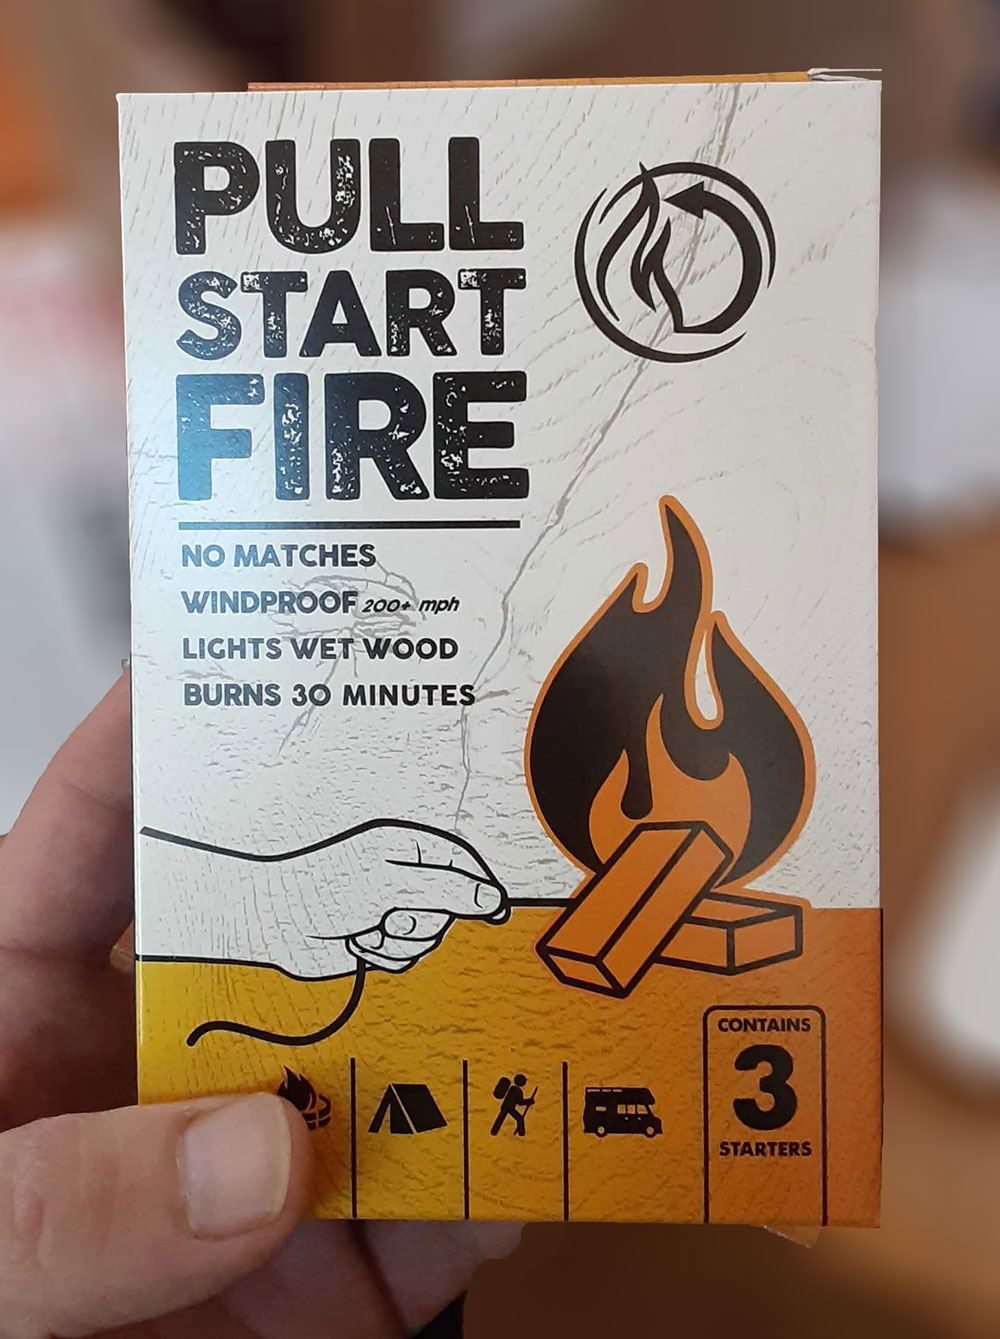 PULL
START
FIRE
NO MATCHES
WINDPROOF 200+ mph
LIGHTS WET WOOD
BURNS 30 MINUTES
CONTAINS
3
STARTERS